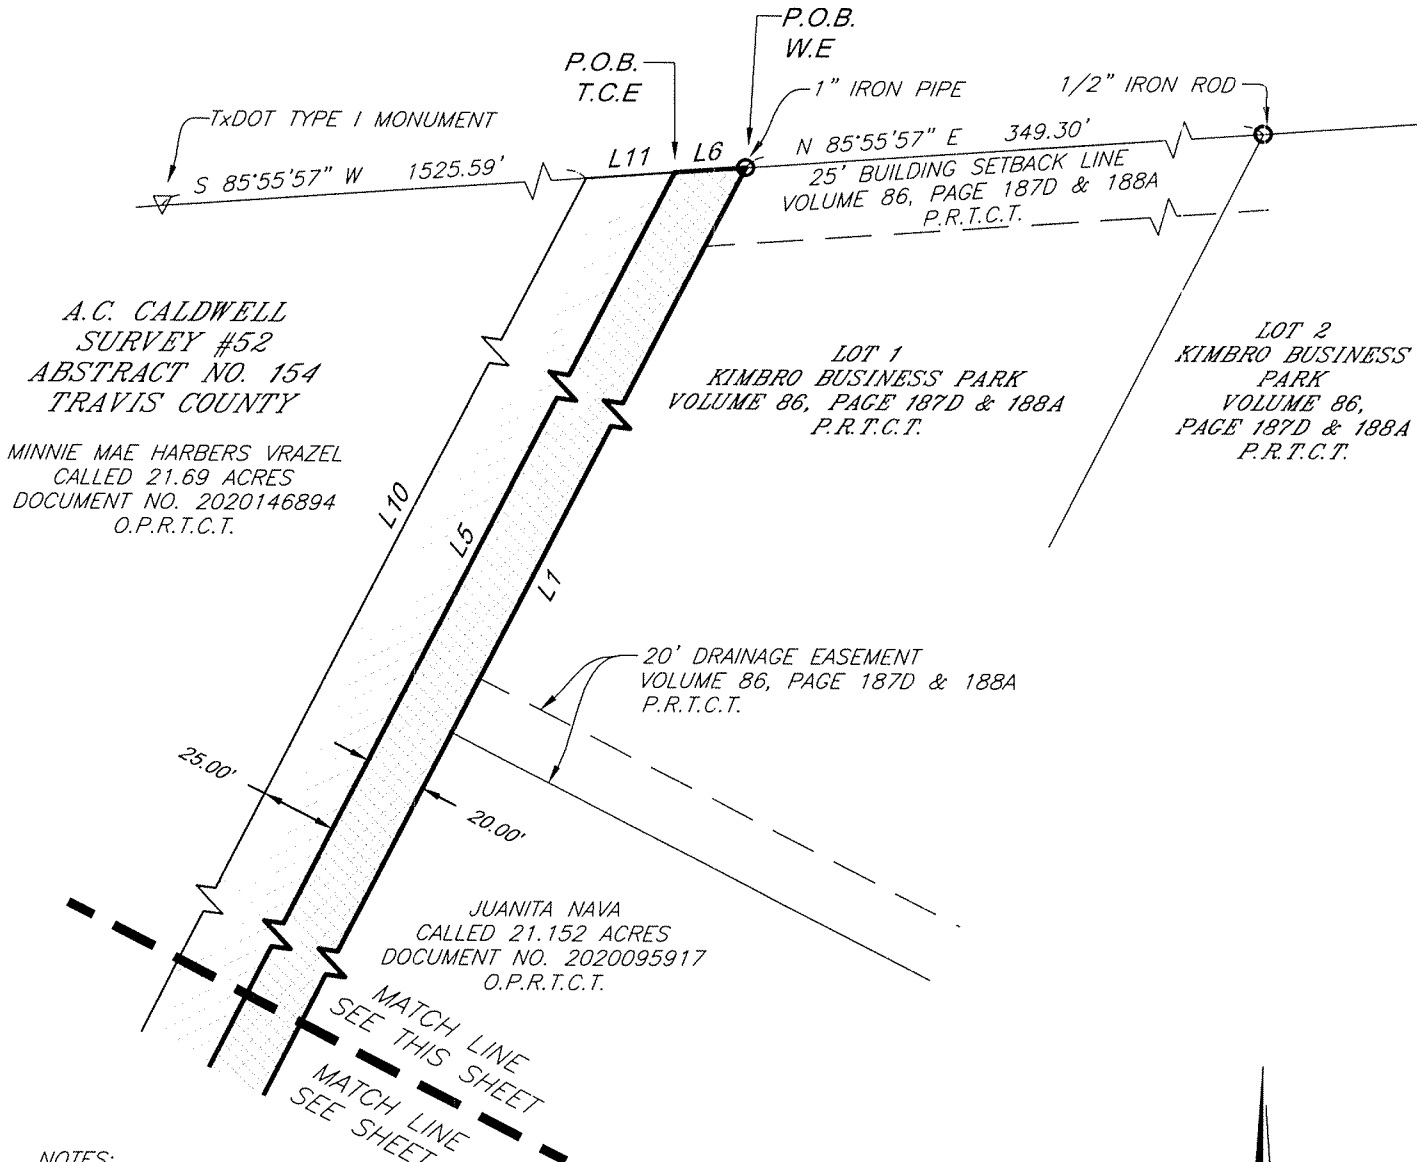 P.O.B.
W.E
P.O.B.
T.C.E
1" IRON PIPE
1/2" IRON ROD
TxDOT TYPE I MONUMENT
S 85°55'57" W 1525.59'
L11
L6
N 85°55'57" E 349.30'
25' BUILDING SETBACK LINE
VOLUME 86, PAGE 187D & 188A
P.R.T.C.T.
A.C. CALDWELL
SURVEY #52
ABSTRACT NO. 154
TRAVIS COUNTY
MINNIE MAE HARBERS VRAZEL
CALLED 21.69 ACRES
DOCUMENT NO. 2020146894
O.P.R.T.C.T.
LOT 1
KIMBRO BUSINESS PARK
VOLUME 86, PAGE 187D & 188A
P.R.T.C.T.
LOT 2
KIMBRO BUSINESS
PARK
VOLUME 86,
PAGE 187D & 188A
P.R.T.C.T.
L10
L5
L1
20' DRAINAGE EASEMENT
VOLUME 86, PAGE 187D & 188A
P.R.T.C.T.
25.00'
20.00'
JUANITA NAVA
CALLED 21.152 ACRES
DOCUMENT NO. 2020095917
O.P.R.T.C.T.
MATCH LINE
SEE THIS SHEET
MATCH LINE
SEE SHEET
NOTES: